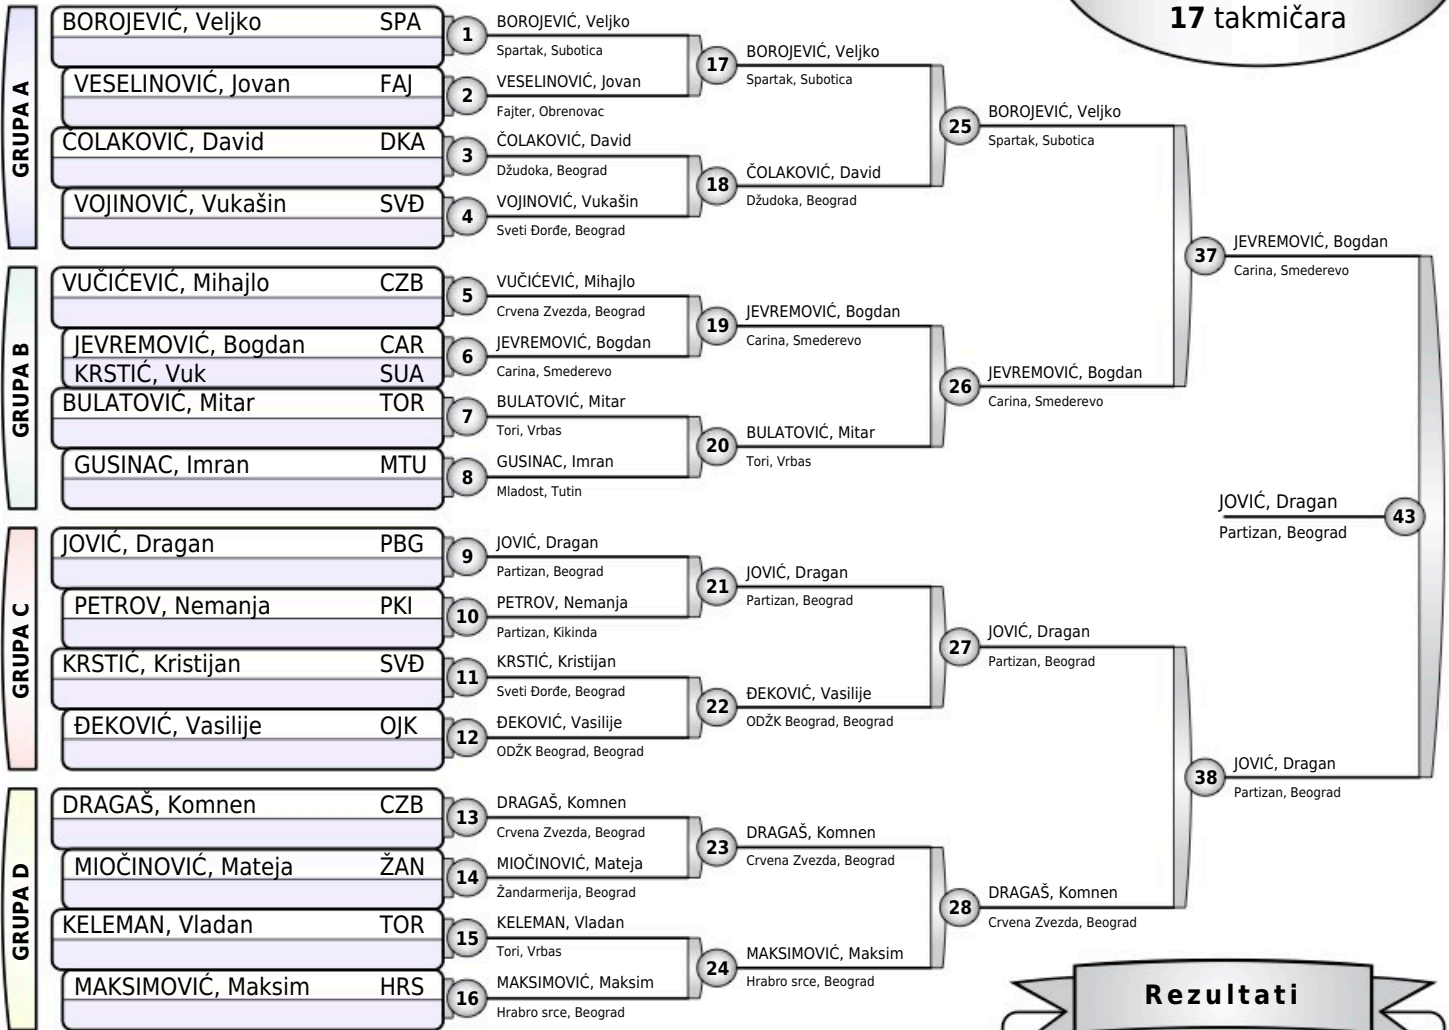 17 takmičara
GRUPA A
BOROJEVIĆ, Veljko SPA
VESELINOVIĆ, Jovan FAJ
ČOLAKOVIĆ, David DKA
VOJINOVIĆ, Vukašin SVĐ
GRUPA B
VUČIĆEVIĆ, Mihajlo CZB
JEVREMOVIĆ, Bogdan CAR
KRSTIĆ, Vuk SUA
BULATOVIĆ, Mitar TOR
GUSINAC, Imran MTU
GRUPA C
JOVIĆ, Dragan PBG
PETROV, Nemanja PKI
KRSTIĆ, Kristijan SVĐ
ĐEKOVIĆ, Vasilije OJK
GRUPA D
DRAGAŠ, Komnen CZB
MIOČINOVIĆ, Mateja ŽAN
KELEMAN, Vladan TOR
MAKSIMOVIĆ, Maksim HRS
1 BOROJEVIĆ, Veljko
Spartak, Subotica
2 VESELINOVIĆ, Jovan
Fajter, Obrenovac
3 ČOLAKOVIĆ, David
Džudoka, Beograd
4 VOJINOVIĆ, Vukašin
Sveti Đorđe, Beograd
5 VUČIĆEVIĆ, Mihajlo
Crvena Zvezda, Beograd
6 JEVREMOVIĆ, Bogdan
Carina, Smederevo
7 BULATOVIĆ, Mitar
Tori, Vrbas
8 GUSINAC, Imran
Mladost, Tutin
9 JOVIĆ, Dragan
Partizan, Beograd
10 PETROV, Nemanja
Partizan, Kikinda
11 KRSTIĆ, Kristijan
Sveti Đorđe, Beograd
12 ĐEKOVIĆ, Vasilije
ODŽK Beograd, Beograd
13 DRAGAŠ, Komnen
Crvena Zvezda, Beograd
14 MIOČINOVIĆ, Mateja
Žandarmerija, Beograd
15 KELEMAN, Vladan
Tori, Vrbas
16 MAKSIMOVIĆ, Maksim
Hrabro srce, Beograd
17 BOROJEVIĆ, Veljko
Spartak, Subotica
18 ČOLAKOVIĆ, David
Džudoka, Beograd
19 JEVREMOVIĆ, Bogdan
Carina, Smederevo
20 BULATOVIĆ, Mitar
Tori, Vrbas
21 JOVIĆ, Dragan
Partizan, Beograd
22 ĐEKOVIĆ, Vasilije
ODŽK Beograd, Beograd
23 DRAGAŠ, Komnen
Crvena Zvezda, Beograd
24 MAKSIMOVIĆ, Maksim
Hrabro srce, Beograd
25 BOROJEVIĆ, Veljko
Spartak, Subotica
26 JEVREMOVIĆ, Bogdan
Carina, Smederevo
27 JOVIĆ, Dragan
Partizan, Beograd
28 DRAGAŠ, Komnen
Crvena Zvezda, Beograd
37 JEVREMOVIĆ, Bogdan
Carina, Smederevo
38 JOVIĆ, Dragan
Partizan, Beograd
JOVIĆ, Dragan 43
Partizan, Beograd
Rezultati